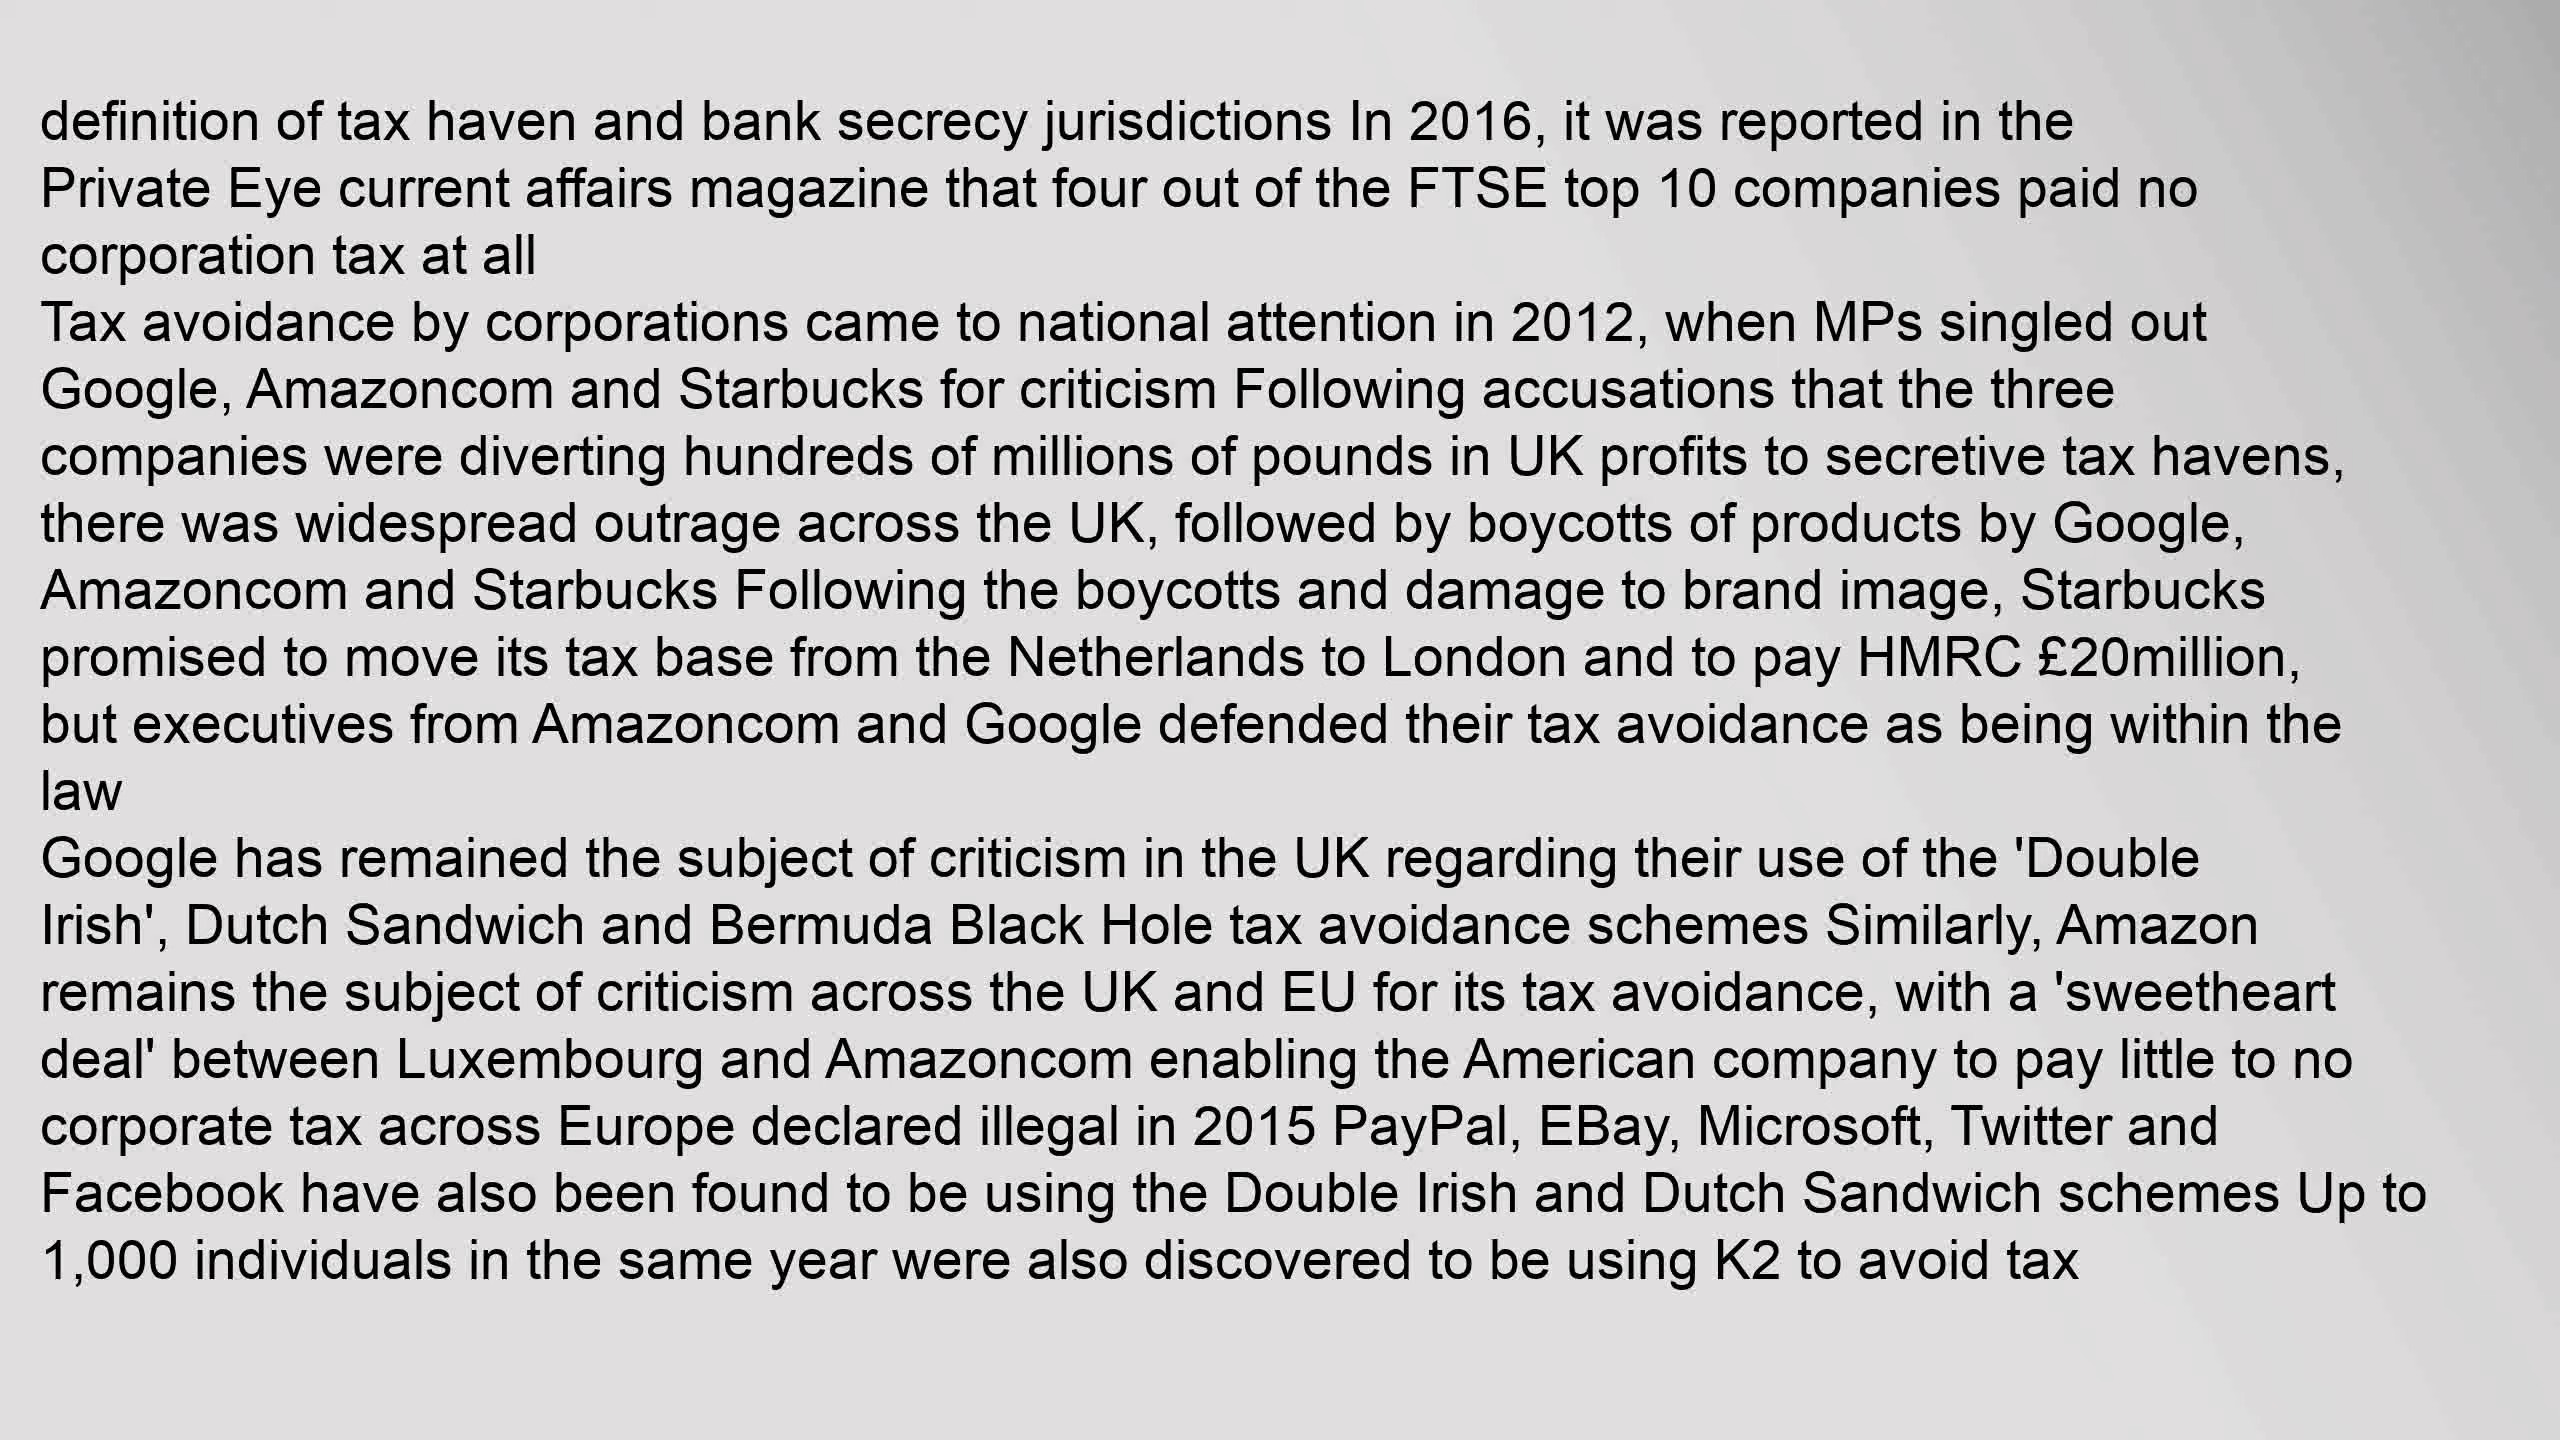 definition of tax haven and bank secrecy jurisdictions In 2016, it was reported in the
Private Eye current affairs magazine that four out of the FTSE top 10 companies paid no
corporation tax at all
Tax avoidance by corporations came to national attention in 2012, when MPs singled out
Google, Amazoncom and Starbucks for criticism Following accusations that the three
companies were diverting hundreds of millions of pounds in UK profits to secretive tax havens,
there was widespread outrage across the UK, followed by boycotts of products by Google,
Amazoncom and Starbucks Following the boycotts and damage to brand image, Starbucks
promised to move its tax base from the Netherlands to London and to pay HMRC £20million,
but executives from Amazoncom and Google defended their tax avoidance as being within the
law
Google has remained the subject of criticism in the UK regarding their use of the 'Double
Irish', Dutch Sandwich and Bermuda Black Hole tax avoidance schemes Similarly, Amazon
remains the subject of criticism across the UK and EU for its tax avoidance, with a 'sweetheart
deal' between Luxembourg and Amazoncom enabling the American company to pay little to no
corporate tax across Europe declared illegal in 2015 PayPal, EBay, Microsoft, Twitter and
Facebook have also been found to be using the Double Irish and Dutch Sandwich schemes Up to
1,000 individuals in the same year were also discovered to be using K2 to avoid tax